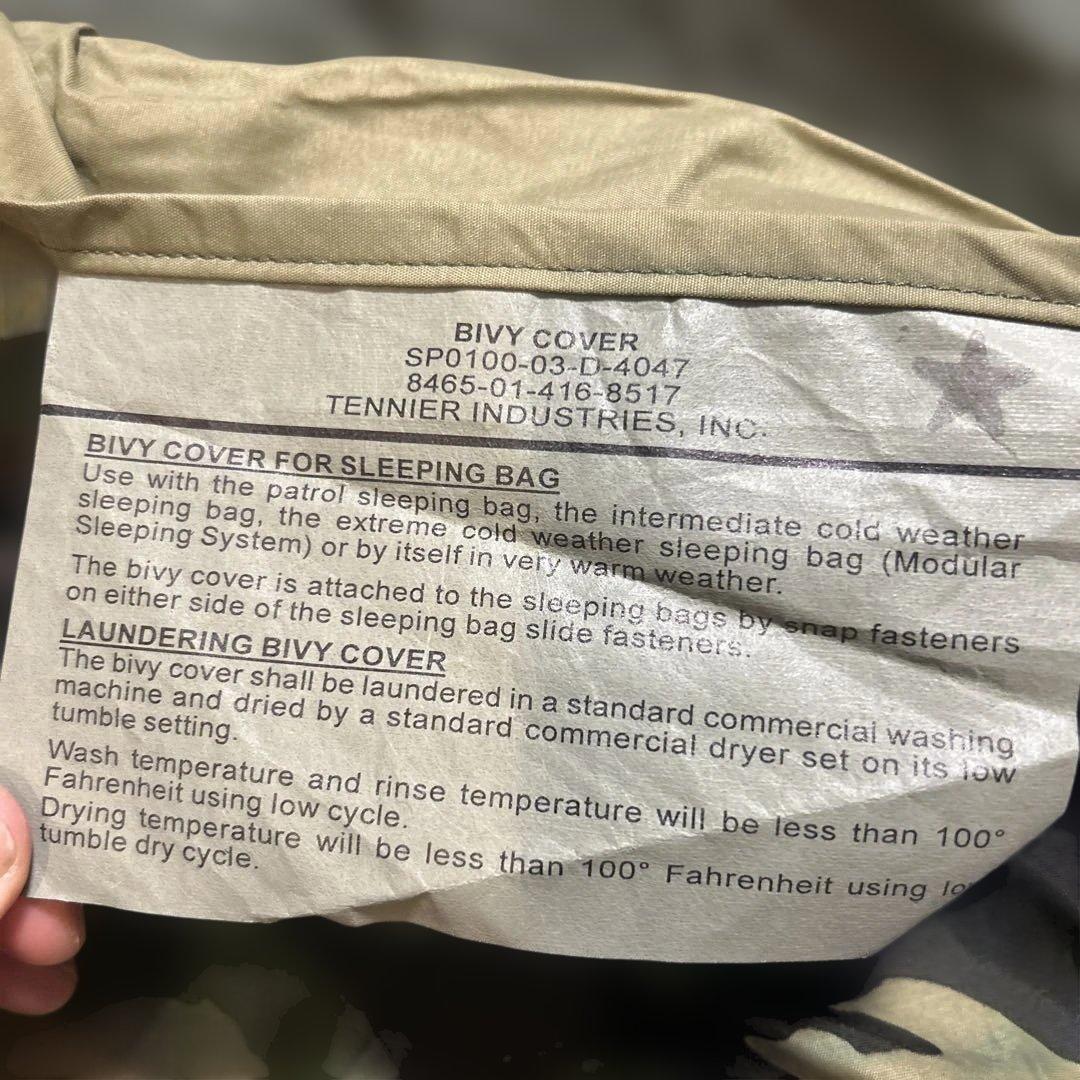 BIVY COVER
SP0100-03-D-4047
8465-01-416-8517
TENNIER INDUSTRIES, INC.
BIVY COVER FOR SLEEPING BAG
Use with the patrol sleeping bag, the intermediate cold weather
sleeping bag, the extreme cold weather sleeping bag (Modular
Sleeping System) or by itself in very warm weather.
The bivy cover is attached to the sleeping bags by snap fasteners
on either side of the sleeping bag slide fasteners.
LAUNDERING BIVY COVER
The bivy cover shall be laundered in a standard commercial washing
machine and dried by a standard commercial dryer set on its low
tumble setting.
Wash temperature and rinse temperature will be less than 100°
Fahrenheit using low cycle.
Drying temperature will be less than 100° Fahrenheit using
tumble dry cycle.